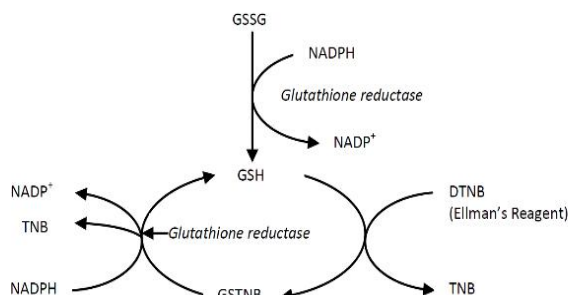 GSSG
NADPH
Glutathione reductase
NADP⁺
GSH
NADP⁺
TNB
Glutathione reductase
NADPH
GSTNB
DTNB
(Ellman's Reagent)
TNB